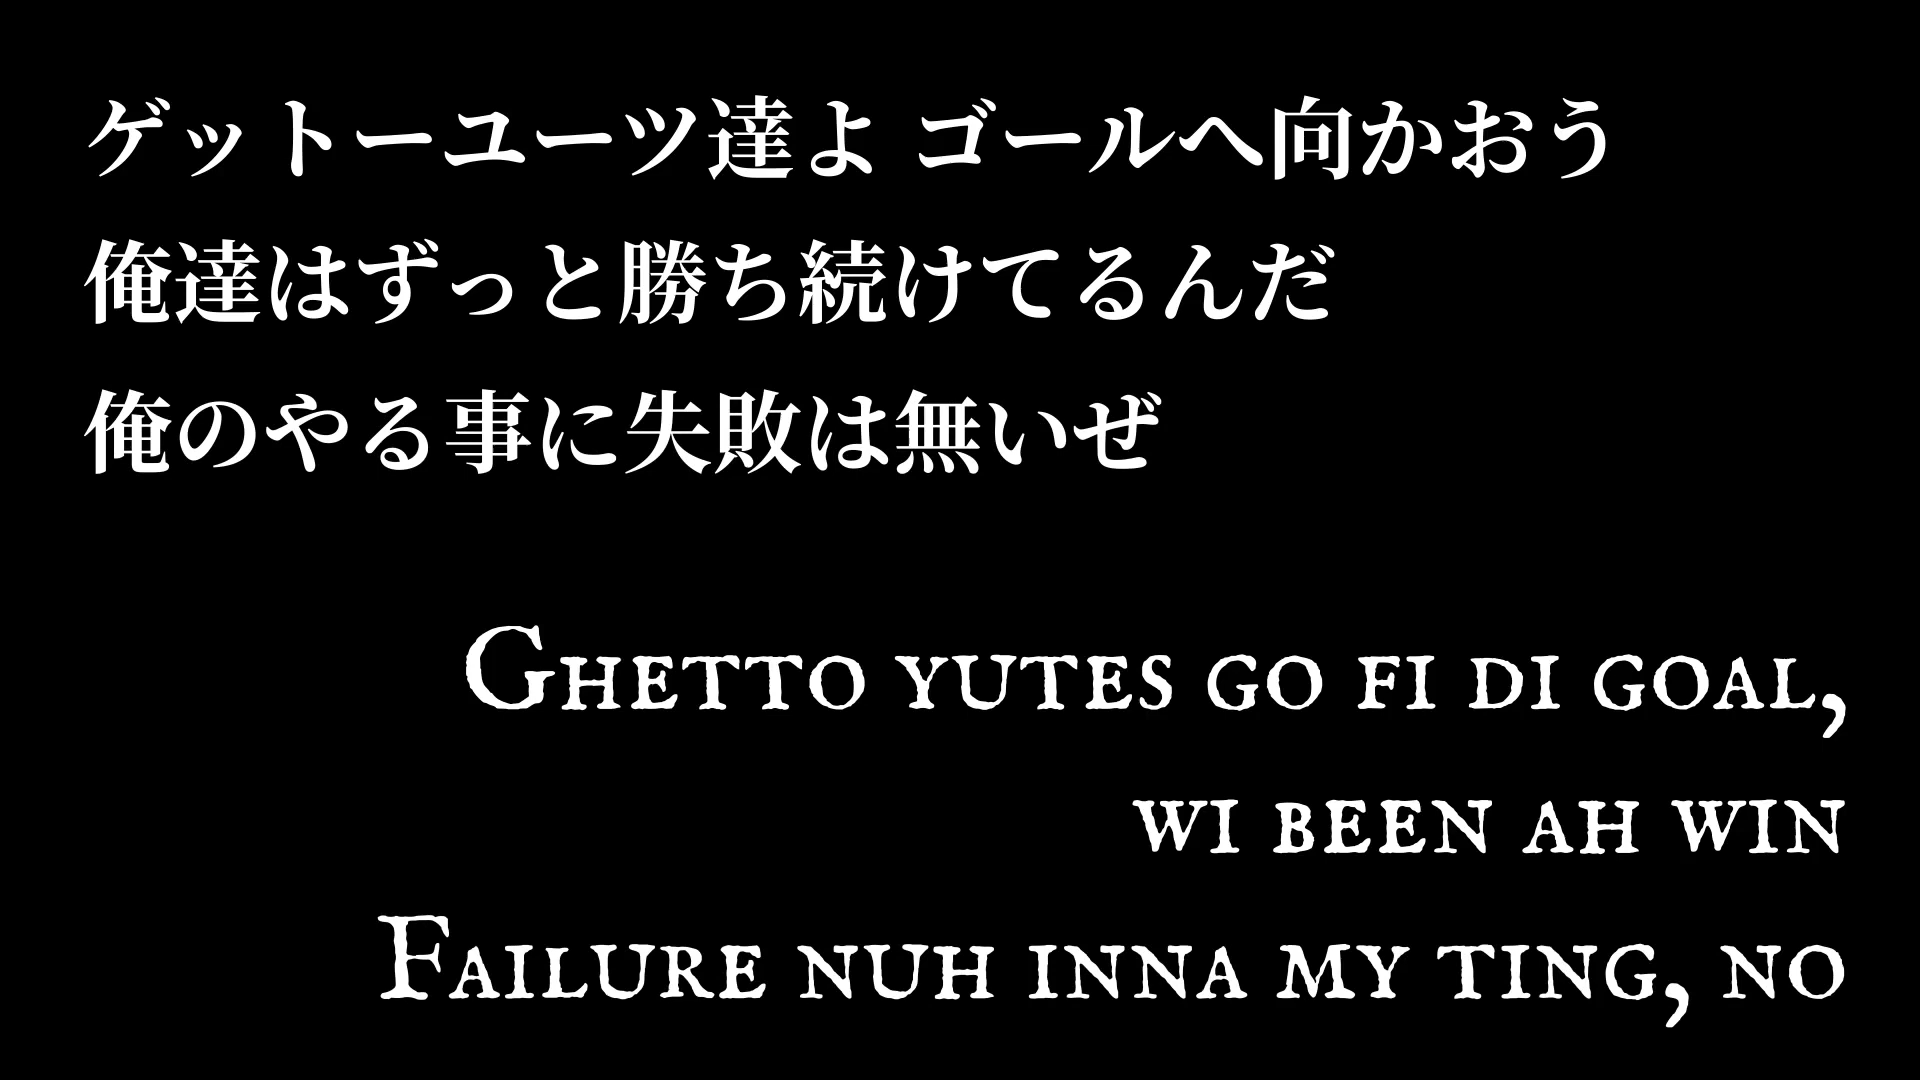 ゲットーユーツ達よ ゴールへ向かおう
俺達はずっと勝ち続けてるんだ
俺のやる事に失敗は無いぜ
Ghetto yutes go fi di goal,
wi been ah win
Failure nuh inna my ting, no